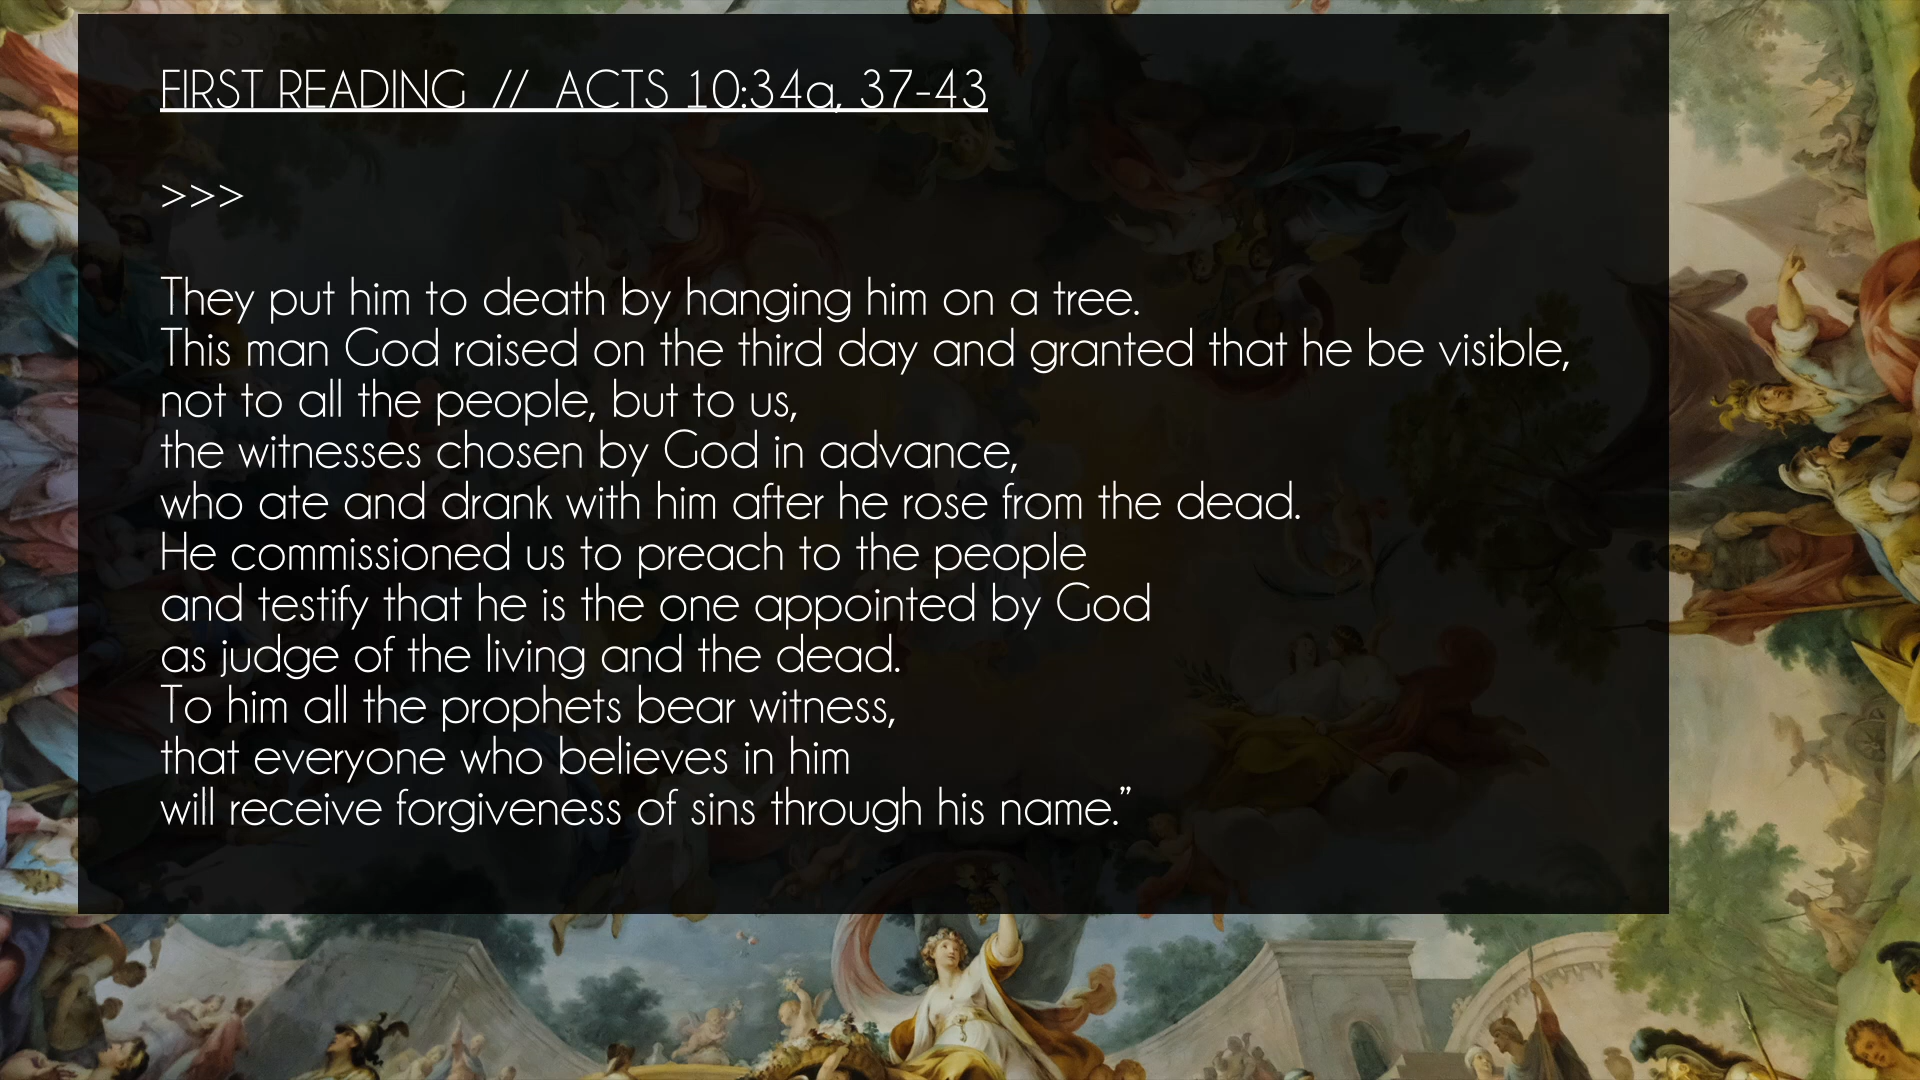 FIRST READING // ACTS 10:34a, 37-43
>>>
They put him to death by hanging him on a tree.
This man God raised on the third day and granted that he be visible,
not to all the people, but to us,
the witnesses chosen by God in advance,
who ate and drank with him after he rose from the dead.
He commissioned us to preach to the people
and testify that he is the one appointed by God
as judge of the living and the dead.
To him all the prophets bear witness,
that everyone who believes in him
will receive forgiveness of sins through his name.”